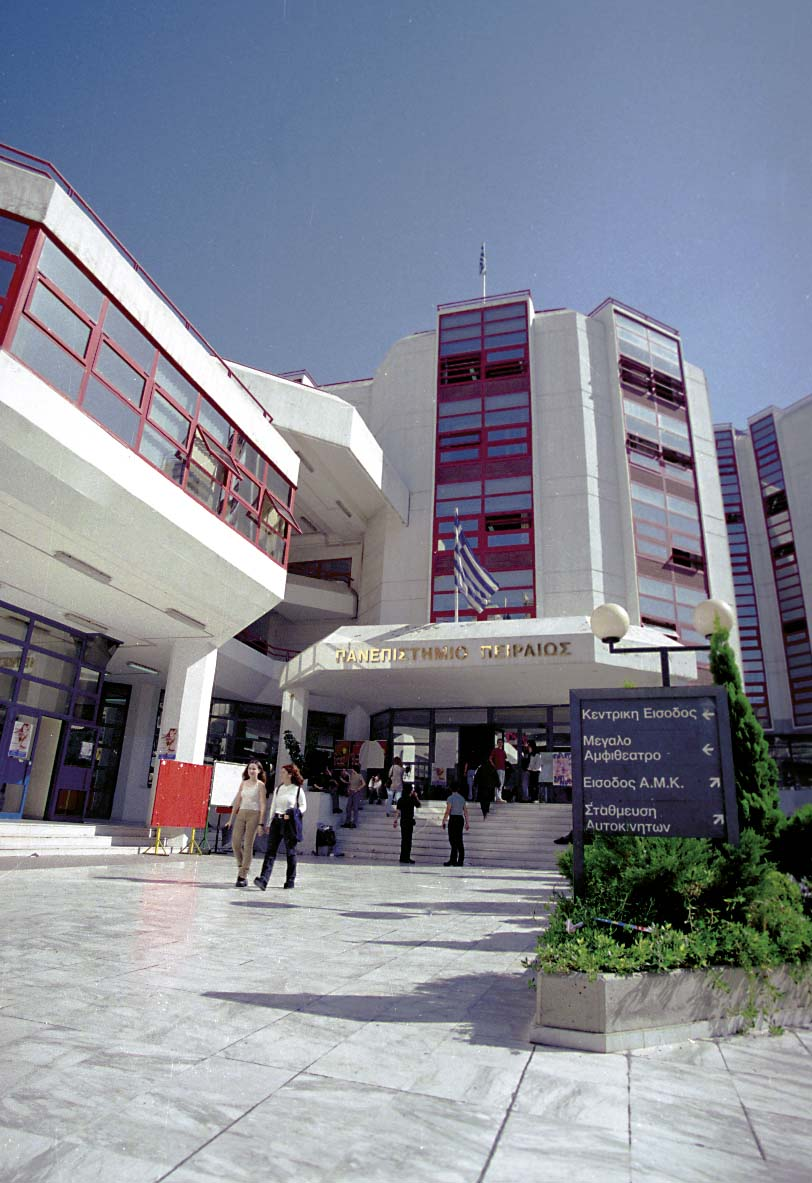 ΠΑΝΕΠΙΣΤΗΜΙΟ ΠΕΙΡΑΙΩΣ
Κεντρικη Εισοδος
Μεγαλο
Αμφιθεατρο
Εισοδος Α.Μ.Κ.
Σταθμευση
Αυτοκινητων